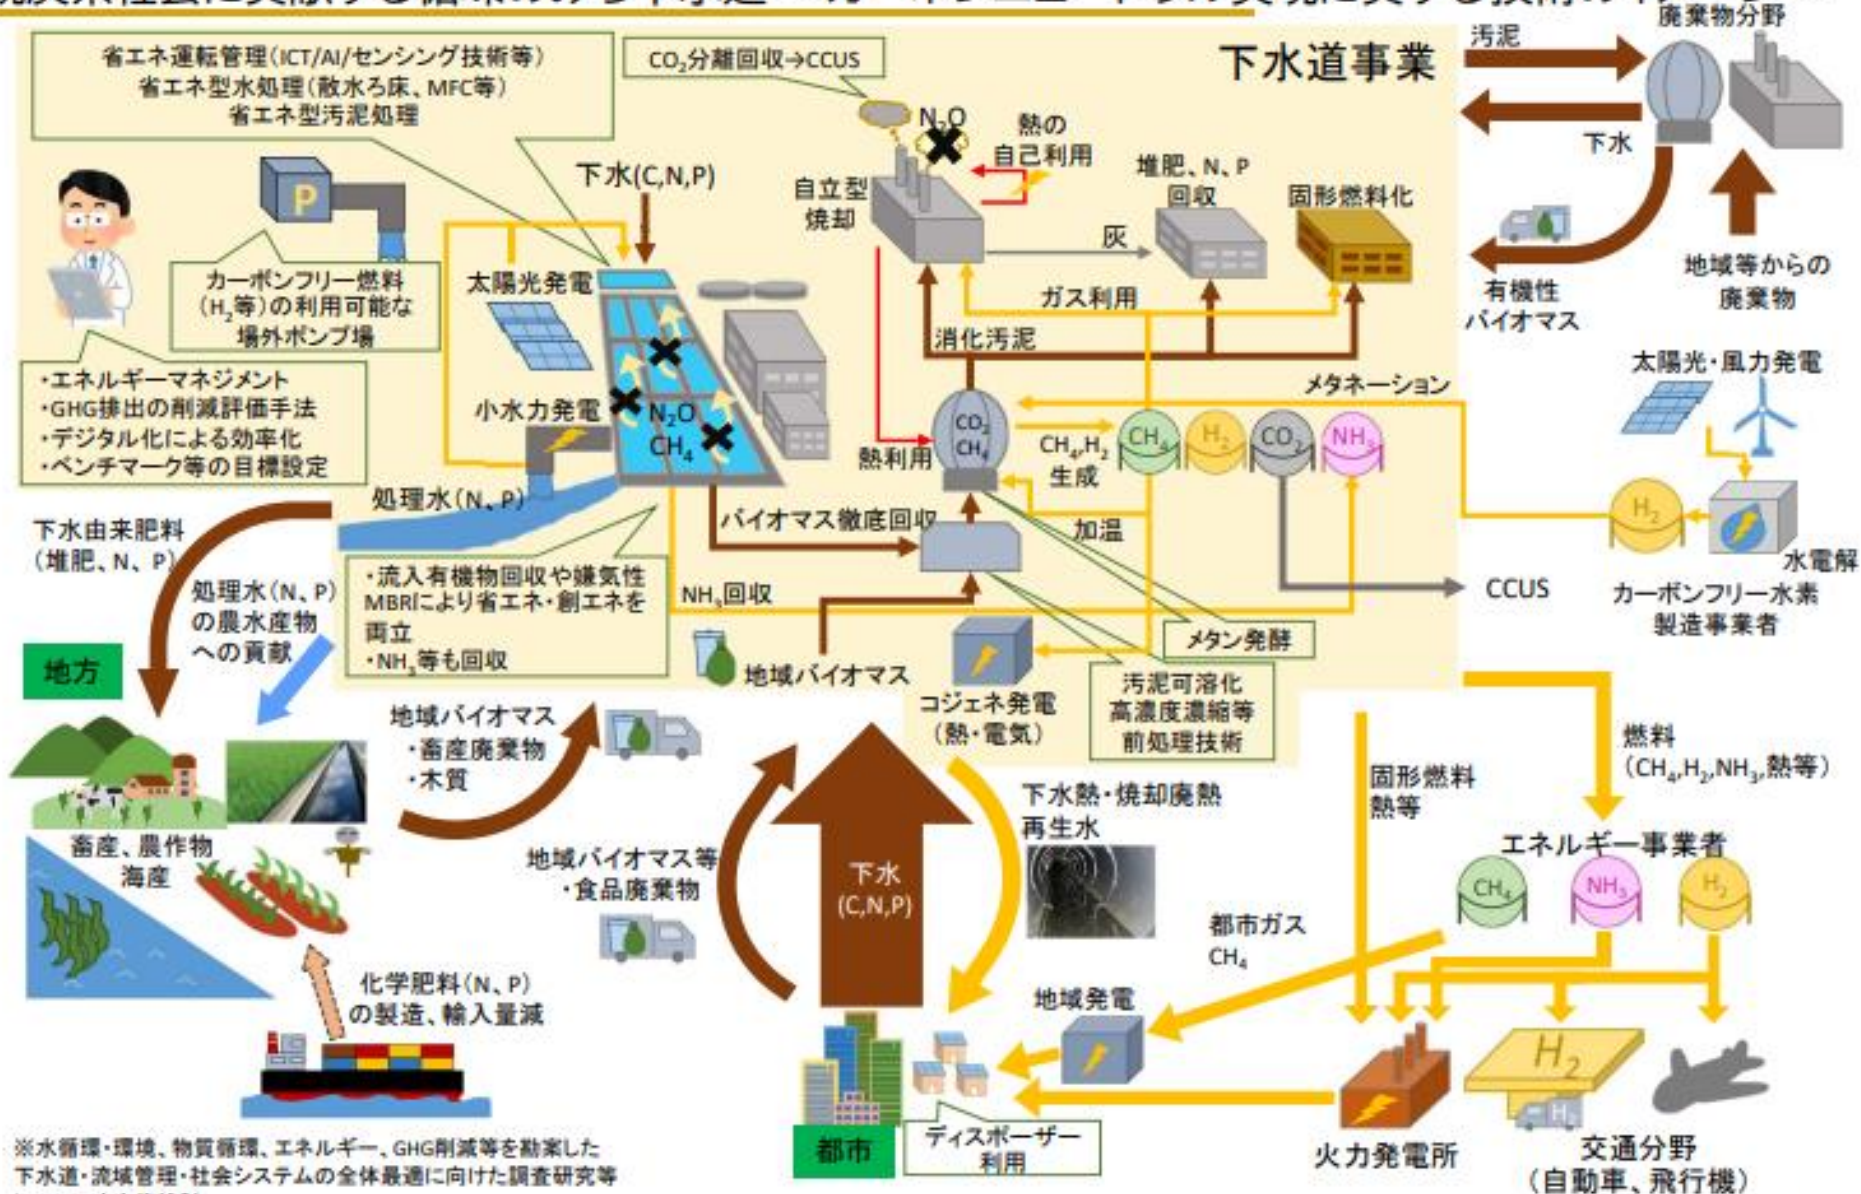 廃棄物分野
下水道事業
汚泥
下水
有機性
バイオマス
地域等からの
廃棄物
省エネ運転管理(ICT/AI/センシング技術等)
省エネ型水処理(散水ろ床、MFC等)
省エネ型汚泥処理
CO₂分離回収→CCUS
N₂O
熱の
自己利用
自立型
焼却
堆肥、N、P
回収
固形燃料化
灰
下水(C,N,P)
P
カーボンフリー燃料
(H₂等)の利用可能な
場外ポンプ場
太陽光発電
ガス利用
消化汚泥
・エネルギーマネジメント
・GHG排出の削減評価手法
・デジタル化による効率化
・ベンチマーク等の目標設定
小水力発電
N₂O
CH₄
熱利用
CO₂
CH₄
CH₄,H₂
生成
CH₄
H₂
CO₂
NH₃
メタネーション
太陽光・風力発電
H₂
水電解
カーボンフリー水素
製造事業者
処理水(N、P)
バイオマス徹底回収
加温
CCUS
下水由来肥料
(堆肥、N、P)
処理水(N、P)
の農水産物
への貢献
・流入有機物回収や嫌気性
MBRにより省エネ・創エネを
両立
・NH₃等も回収
NH₃回収
地域バイオマス
メタン発酵
汚泥可溶化
高濃度濃縮等
前処理技術
コジェネ発電
(熱・電気)
地方
地域バイオマス
・畜産廃棄物
・木質
畜産、農作物
海産
地域バイオマス等
・食品廃棄物
下水
(C,N,P)
下水熱・焼却廃熱
再生水
固形燃料
熱等
燃料
(CH₄,H₂,NH₃,熱等)
エネルギー事業者
CH₄
NH₃
H₂
都市ガス
CH₄
地域発電
化学肥料(N、P)
の製造、輸入量減
H₂
H₂
都市
ディスポーザー
利用
火力発電所
交通分野
(自動車、飛行機)
※水循環・環境、物質循環、エネルギー、GHG削減等を勘案した
下水道・流域管理・社会システムの全体最適に向けた調査研究等